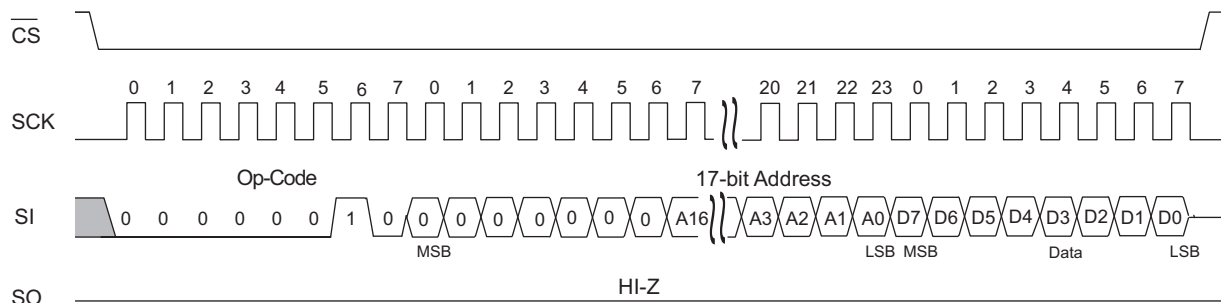 CS
0 1 2 3 4 5 6 7 0 1 2 3 4 5 6 7 20 21 22 23 0 1 2 3 4 5 6 7
SCK
Op-Code 17-bit Address
SI 0 0 0 0 0 0 1 0 0 0 0 0 0 0 0 A16 A3 A2 A1 A0 D7 D6 D5 D4 D3 D2 D1 D0
MSB LSB MSB Data LSB
HI-Z
SO